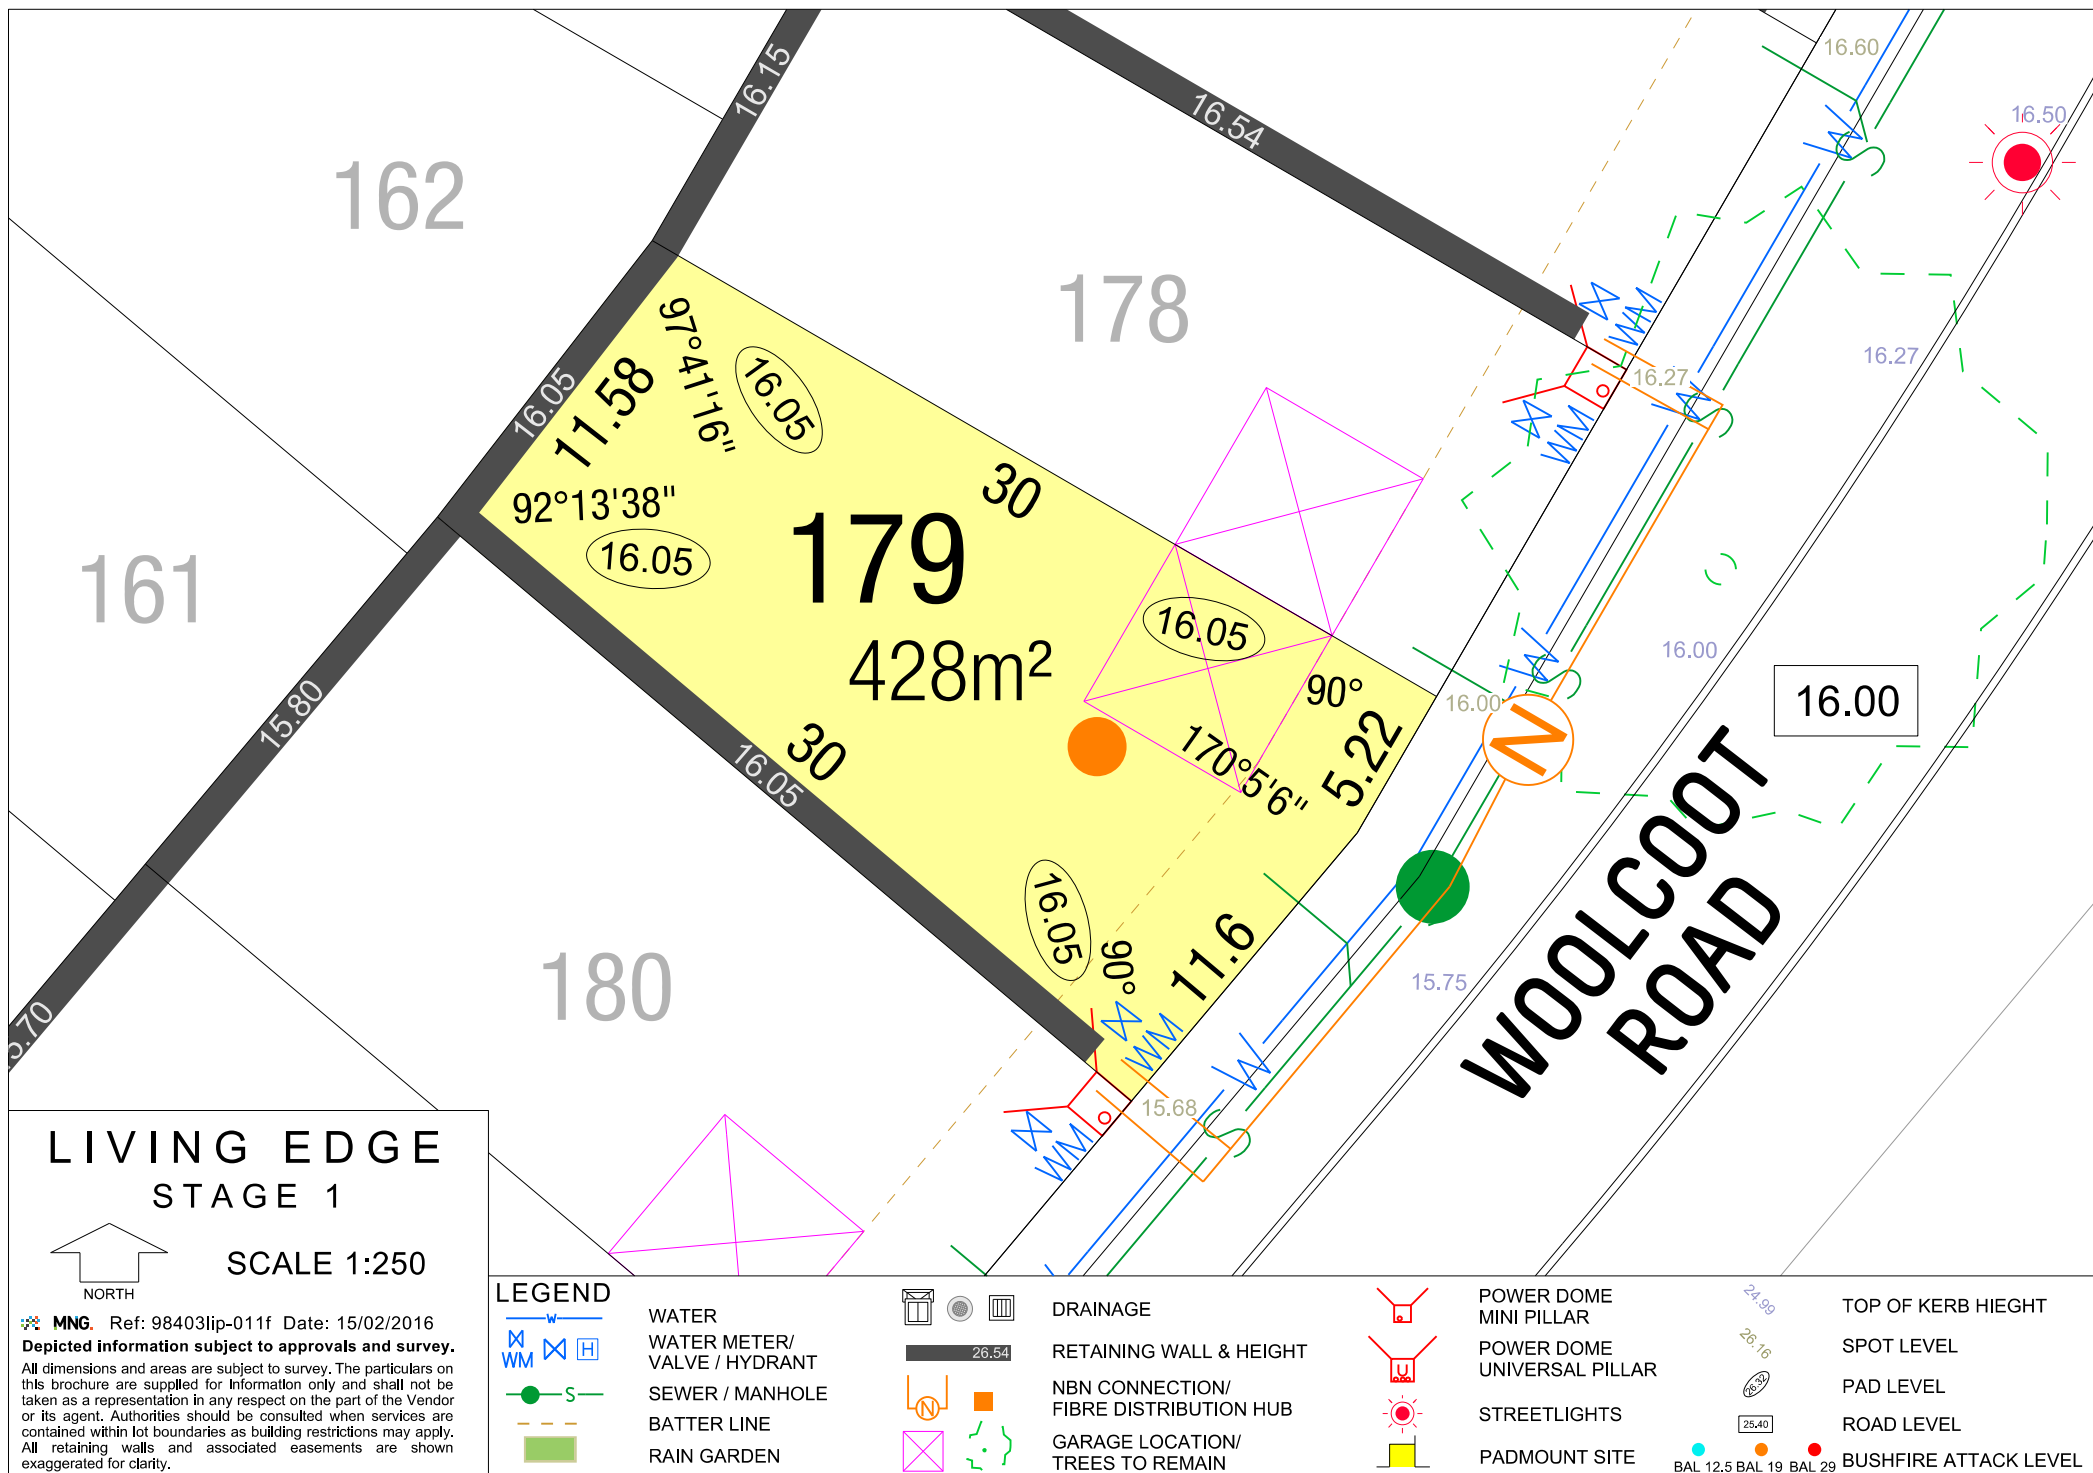 16.15
16.54
16.60
16.50
162
178
16.27
16.27
161
16.05
11.58
97°41'16"
16.05
92°13'38"
16.05
30
179
428m²
16.05
90°
5.22
170°5'6"
16.00
16.00
16.00
N
W
S
W
S
W
S
W
S
WM
WM
WM
WM
15.80
30
16.05
16.05
90°
11.6
15.75
WOOLCOOT
ROAD
180
15.68
5.70
LIVING EDGE
STAGE 1
SCALE 1:250
NORTH
MNG. Ref: 98403lip-011f Date: 15/02/2016
Depicted information subject to approvals and survey.
All dimensions and areas are subject to survey. The particulars on
this brochure are supplied for information only and shall not be
taken as a representation in any respect on the part of the Vendor
or its agent. Authorities should be consulted when services are
contained within lot boundaries as building restrictions may apply.
All retaining walls and associated easements are shown
exaggerated for clarity.
LEGEND
W WATER
WM H WATER METER/
VALVE / HYDRANT
S SEWER / MANHOLE
BATTER LINE
RAIN GARDEN
DRAINAGE
26.54 RETAINING WALL & HEIGHT
N NBN CONNECTION/
FIBRE DISTRIBUTION HUB
GARAGE LOCATION/
TREES TO REMAIN
POWER DOME
MINI PILLAR
U POWER DOME
UNIVERSAL PILLAR
STREETLIGHTS
PADMOUNT SITE
24.99 TOP OF KERB HIEGHT
26.16 SPOT LEVEL
26.32 PAD LEVEL
25.40 ROAD LEVEL
BAL 12.5 BAL 19 BAL 29 BUSHFIRE ATTACK LEVEL